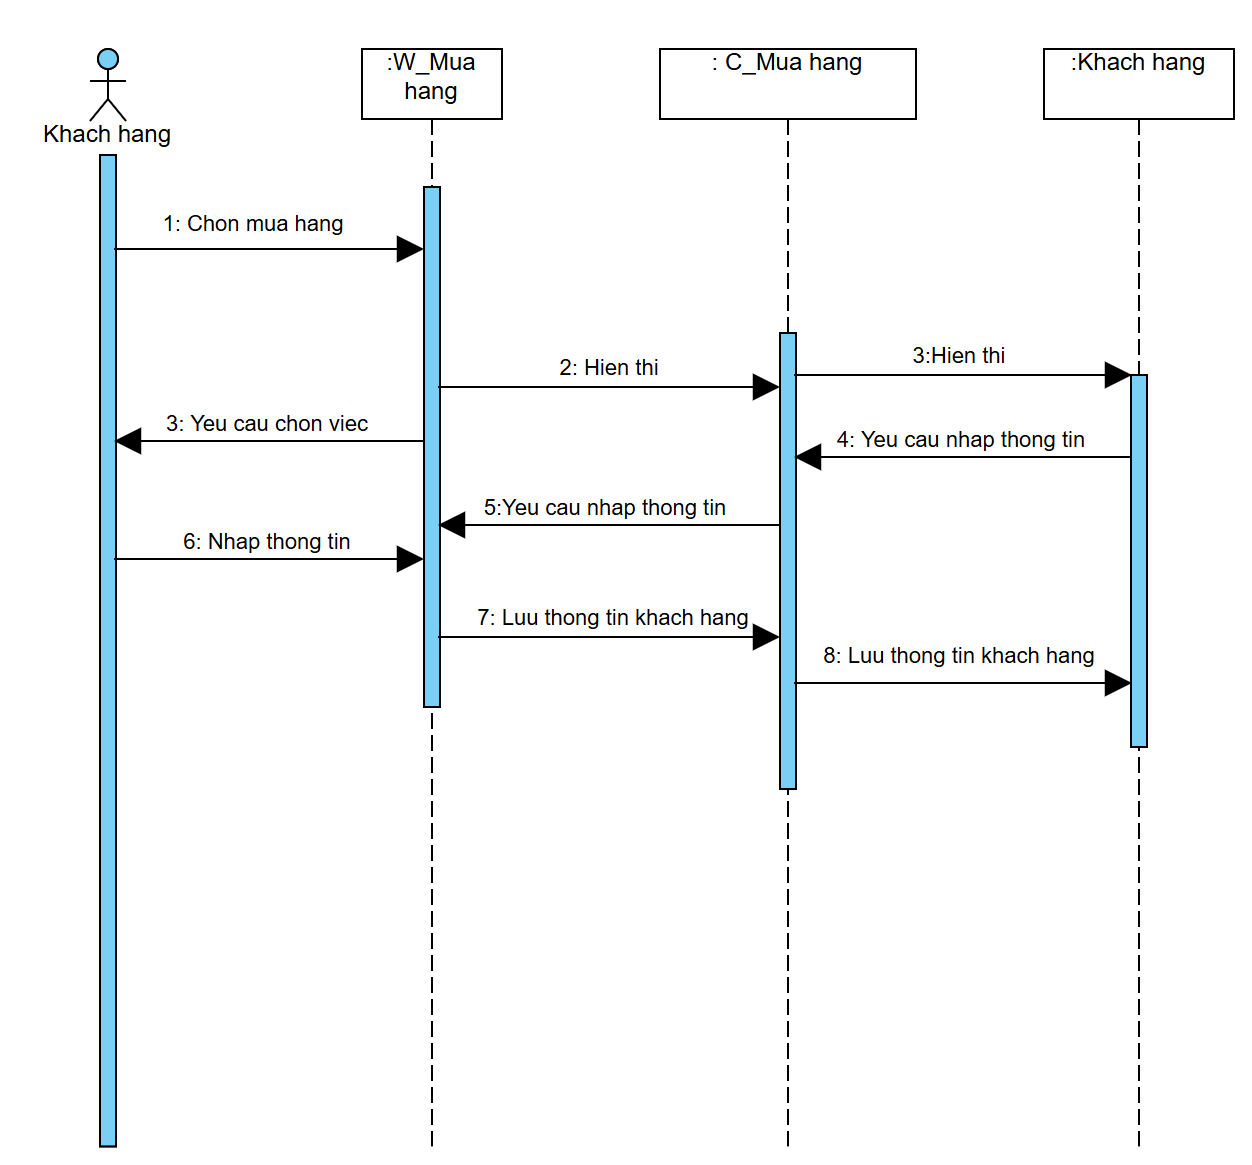 Khach hang
:W_Mua
hang
: C_Mua hang
:Khach hang
1: Chon mua hang
2: Hien thi
3:Hien thi
3: Yeu cau chon viec
4: Yeu cau nhap thong tin
5:Yeu cau nhap thong tin
6: Nhap thong tin
7: Luu thong tin khach hang
8: Luu thong tin khach hang